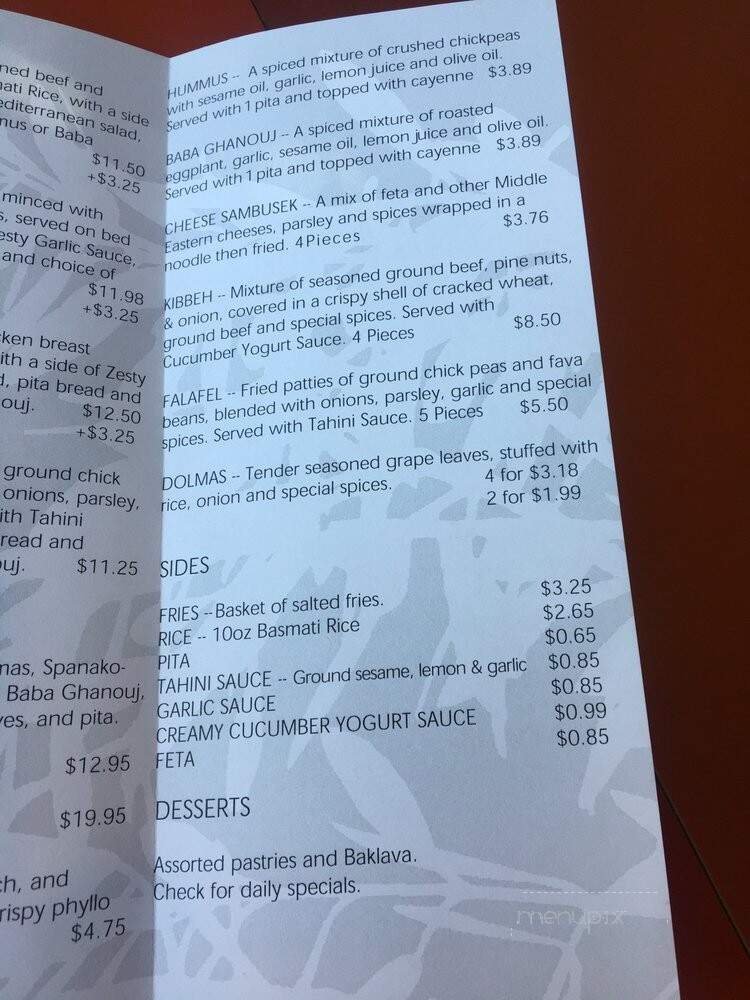 ned beef and
nati Rice, with a side
editerranean salad,
nus or Baba
$11.50
+$3.25
minced with
s, served on bed
esty Garlic Sauce,
and choice of
$11.98
+$3.25
cken breast
ith a side of Zesty
d, pita bread and
ouj. $12.50
+$3.25
ground chick
onions, parsley,
ith Tahini
read and
ouj. $11.25
mas, Spanako-
Baba Ghanouj,
ves, and pita.
$12.95
$19.95
ch, and
rispy phyllo
$4.75
HUMMUS -- A spiced mixture of crushed chickpeas
with sesame oil, garlic, lemon juice and olive oil.
Served with 1 pita and topped with cayenne $3.89
BABA GHANOUJ -- A spiced mixture of roasted
eggplant, garlic, sesame oil, lemon juice and olive oil.
Served with 1 pita and topped with cayenne $3.89
CHEESE SAMBUSEK -- A mix of feta and other Middle
Eastern cheeses, parsley and spices wrapped in a
noodle then fried. 4 Pieces $3.76
KIBBEH -- Mixture of seasoned ground beef, pine nuts,
& onion, covered in a crispy shell of cracked wheat,
ground beef and special spices. Served with
Cucumber Yogurt Sauce. 4 Pieces $8.50
FALAFEL -- Fried patties of ground chick peas and fava
beans, blended with onions, parsley, garlic and special
spices. Served with Tahini Sauce. 5 Pieces $5.50
DOLMAS -- Tender seasoned grape leaves, stuffed with
rice, onion and special spices. 4 for $3.18
2 for $1.99
SIDES
FRIES -- Basket of salted fries. $3.25
RICE -- 10oz Basmati Rice $2.65
PITA $0.65
TAHINI SAUCE -- Ground sesame, lemon & garlic $0.85
GARLIC SAUCE $0.85
CREAMY CUCUMBER YOGURT SAUCE $0.99
FETA $0.85
DESSERTS
Assorted pastries and Baklava.
Check for daily specials.
menupix